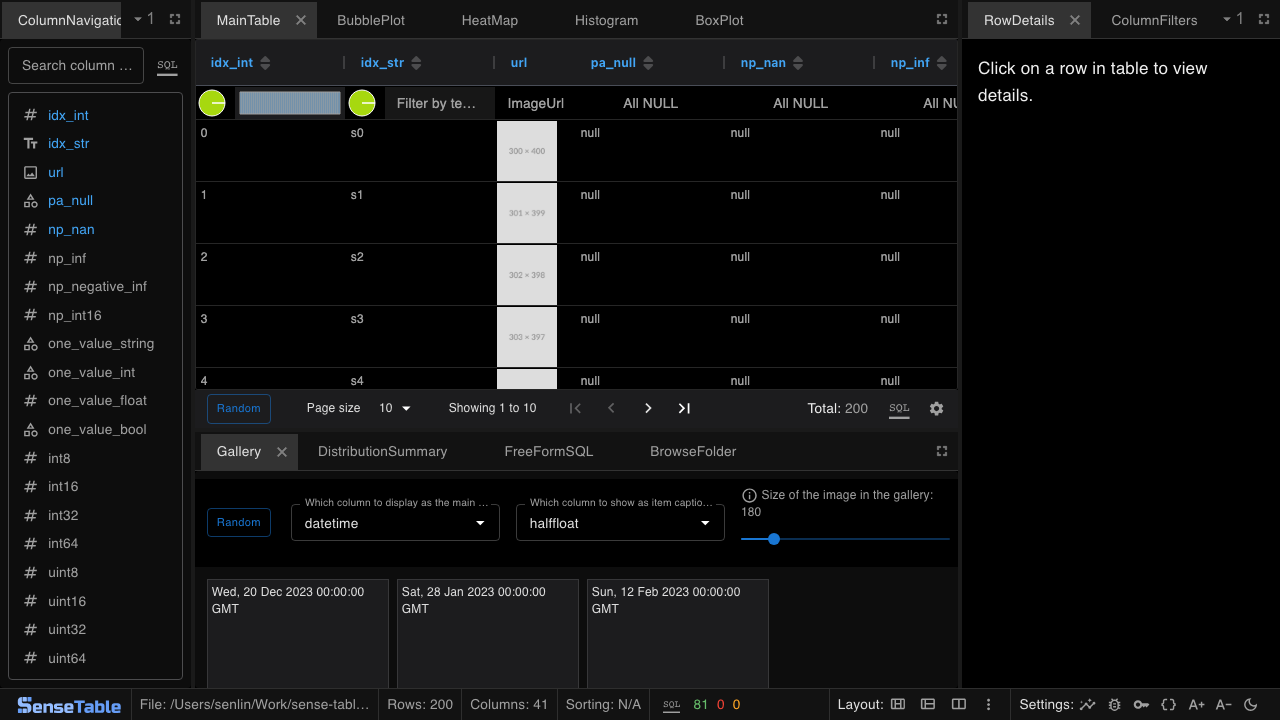 ColumnNavigatio
1
MainTable
BubblePlot
HeatMap
Histogram
BoxPlot
RowDetails
ColumnFilters
1
Search column ...
SQL
idx_int
idx_str
url
pa_null
np_nan
np_inf
np_negative_inf
np_int16
one_value_string
one_value_int
one_value_float
one_value_bool
int8
int16
int32
int64
uint8
uint16
uint32
uint64
idx_int
idx_str
url
pa_null
np_nan
np_inf
Filter by te...
ImageUrl
All NULL
All NULL
All NU
0
s0
300 × 400
null
null
null
1
s1
301 × 399
null
null
null
2
s2
302 × 398
null
null
null
3
s3
303 × 397
null
null
null
4
s4
null
null
null
Random
Page size
10
Showing 1 to 10
Total: 200
SQL
Gallery
DistributionSummary
FreeFormSQL
BrowseFolder
Random
Which column to display as the main ...
datetime
Which column to show as item captio...
halffloat
Size of the image in the gallery:
180
Wed, 20 Dec 2023 00:00:00
GMT
Sat, 28 Jan 2023 00:00:00
GMT
Sun, 12 Feb 2023 00:00:00
GMT
Click on a row in table to view
details.
SenseTable
File: /Users/senlin/Work/sense-tabl...
Rows: 200
Columns: 41
Sorting: N/A
SQL
81
0
0
Layout:
Settings:
A+
A-